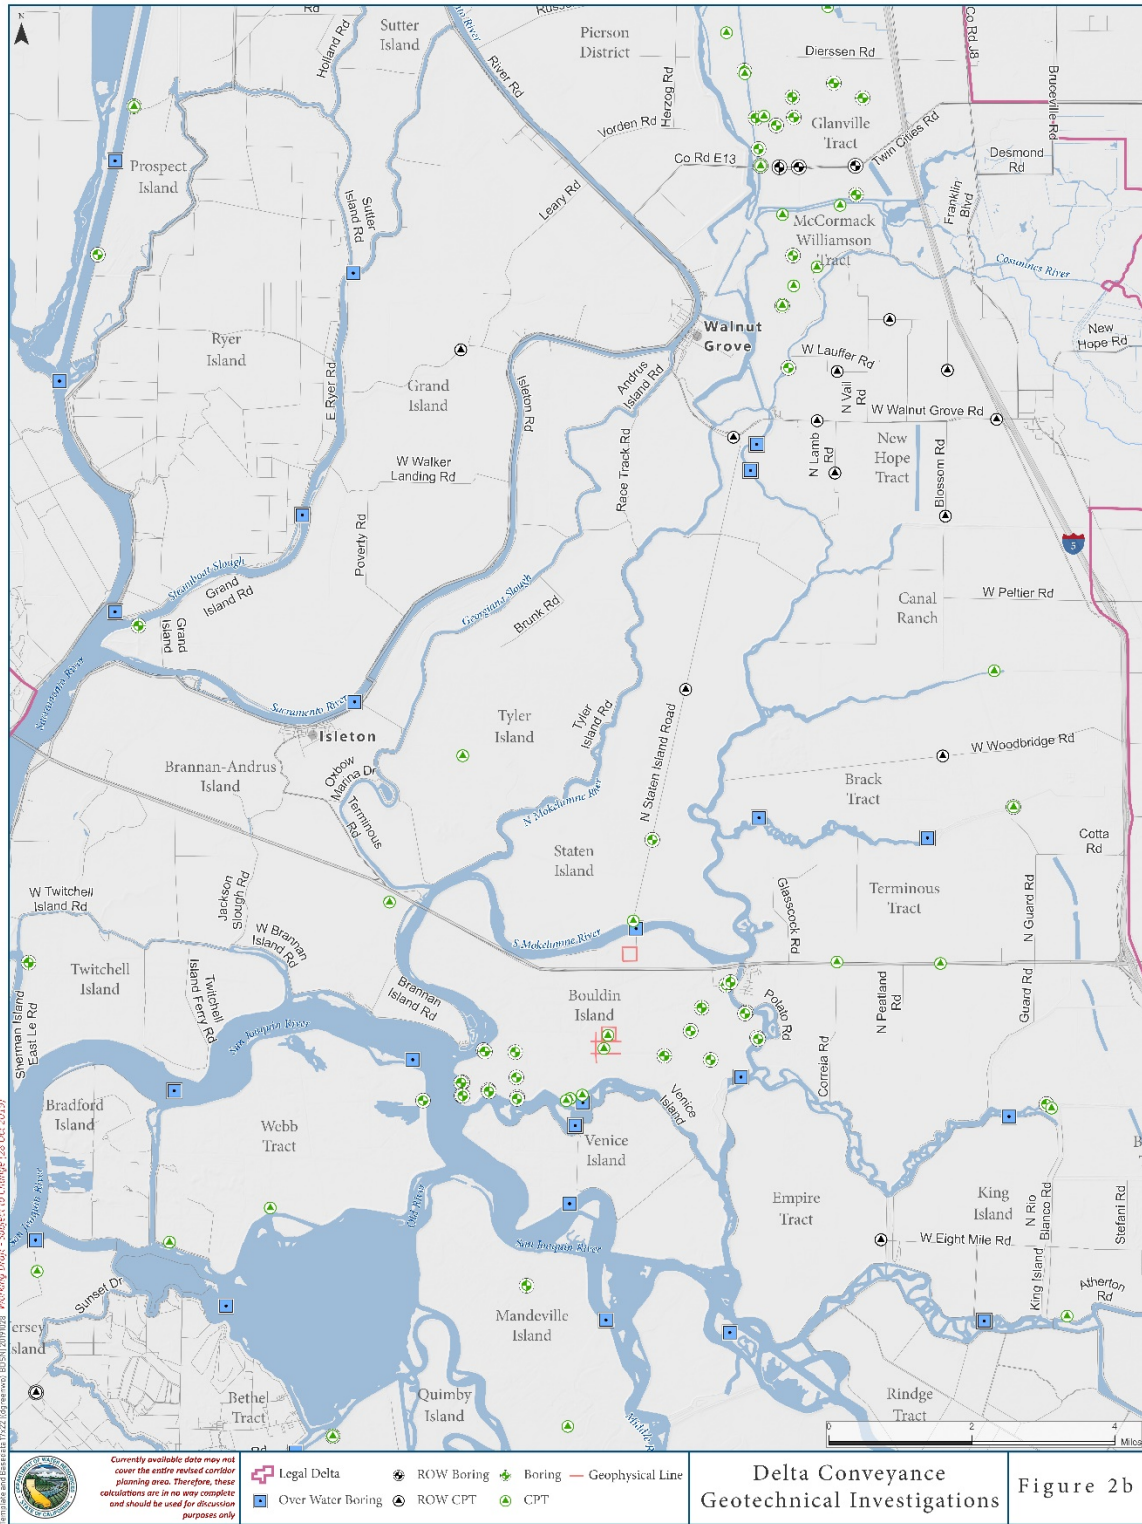 N
Rd
Sutter
Island
Pierson
District
Holland Rd
River Rd
Herzog Rd
Dierssen Rd
Co Rd J8
Bruceville Rd
Vorden Rd
Glanville
Tract
Twin Cities Rd
Co Rd E13
Desmond
Rd
Prospect
Island
Leary Rd
Sutter
Island Rd
Franklin
Blvd
McCormack
Williamson
Tract
Cosumnes River
Ryer
Island
E Ryer Rd
Grand
Island
Isleton Rd
Walnut
Grove
Andrus
Island Rd
New
Hope Rd
W Lauffer Rd
N Vail
Rd
W Walnut Grove Rd
N Lamb
Rd
New
Hope
Tract
Blossom Rd
W Walker
Landing Rd
Race Track Rd
Poverty Rd
5
Steamboat Slough
Grand
Island Rd
Georgiana Slough
Brunk Rd
Canal
Ranch
W Peltier Rd
Grand
Island
Sacramento River
Sacramento River
Isleton
Tyler
Island
Tyler
Island Rd
N Staten Island Road
W Woodbridge Rd
Brannan-Andrus
Island
Oxbow
Marina Dr
Terminous
Rd
N Mokelumne River
Brack
Tract
Cotta
Rd
Staten
Island
W Twitchell
Island Rd
Jackson
Slough Rd
W Brannan
Island Rd
Glasscock Rd
Terminous
Tract
N Guard Rd
S Mokelumne River
Twitchell
Island
Twitchell
Island Ferry Rd
Brannan
Island Rd
Bouldin
Island
Potato Rd
N Peatland
Rd
Guard Rd
Sherman Island
East Le Rd
San Joaquin River
Correia Rd
Bradford
Island
Webb
Tract
Venice
Island
Venice
Island
Empire
Tract
King
Island
N Rio
Blanco Rd
Stefani Rd
San Joaquin River
Old River
San Joaquin River
W Eight Mile Rd
King Island
Atherton
Rd
Sunset Dr
Mandeville
Island
ersey
sland
Bethel
Tract
Quimby
Island
Rindge
Tract
Rd
0 2 4
Miles
Currently available data may not
cover the entire revised corridor
planning area. Therefore, these
calculations are in no way complete
and should be used for discussion
purposes only
Legal Delta
ROW Boring
Boring
Geophysical Line
Over Water Boring
ROW CPT
CPT
Delta Conveyance
Geotechnical Investigations
Figure 2b